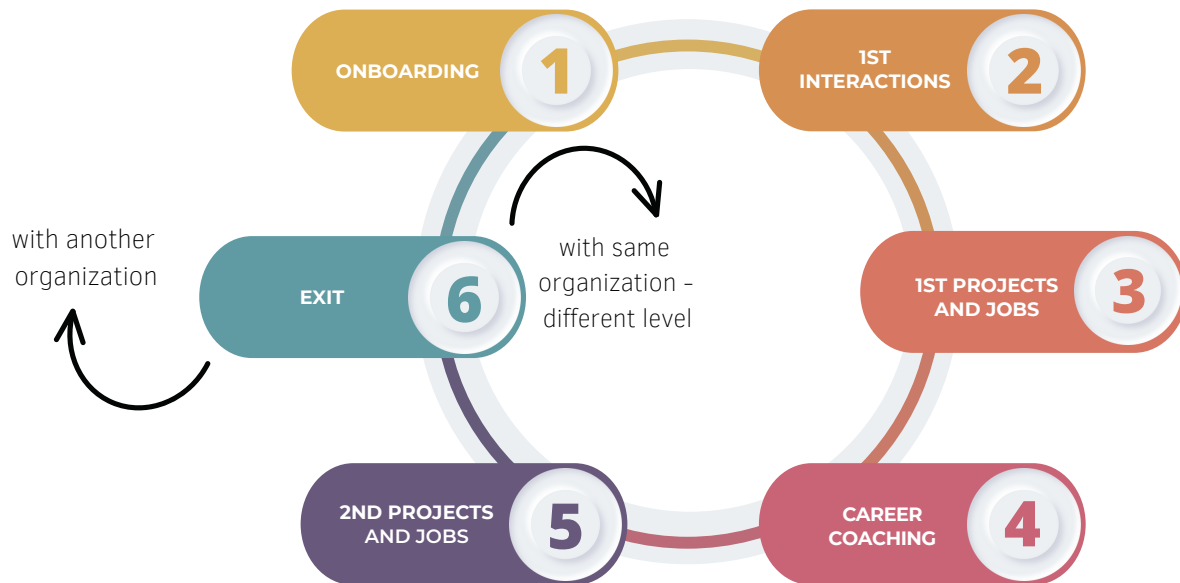 ONBOARDING
1
1ST
INTERACTIONS
2
1ST PROJECTS
AND JOBS
3
CAREER
COACHING
4
2ND PROJECTS
AND JOBS
5
EXIT
6
with another
organization
with same
organization -
different level